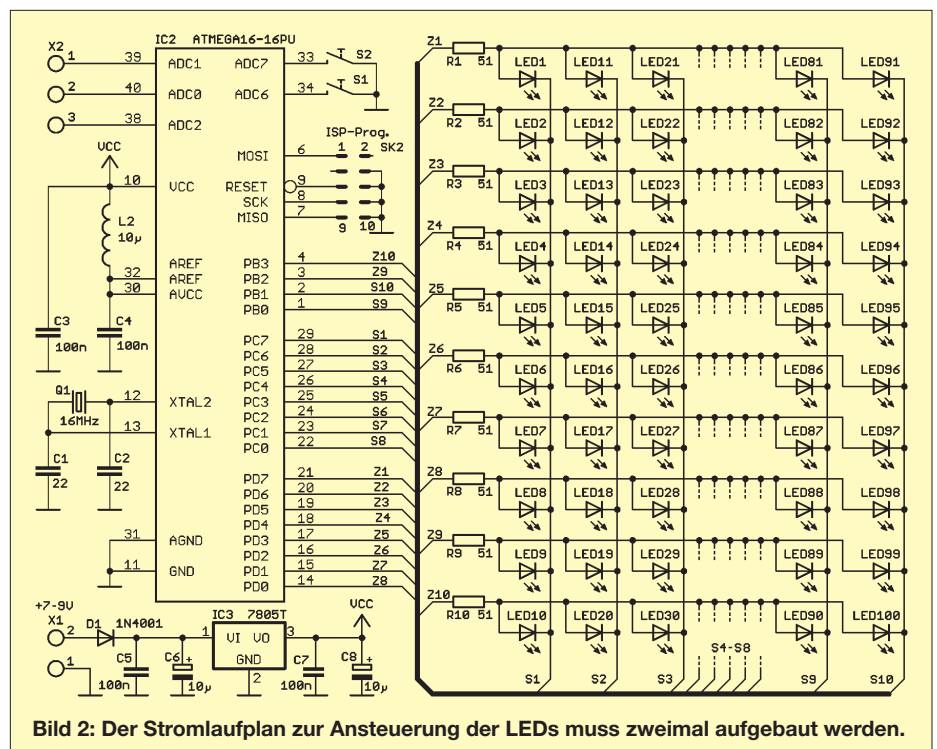 IC2 ATMEGA16-16PU
X2
1 39 ADC1
2 40 ADC0
3 38 ADC2
ADC7 33 S2
ADC6 34 S1
ISP-Prog.
1 2 SK2
MOSI 6
RESET 9
SCK 8
MISO 7
9 10
VCC
10 VCC
L2
10µ
32 AREF
AREF
30 AVCC
C3
100n
C4
100n
PB3 4 Z10
PB2 3 Z9
PB1 2 S10
PB0 1 S9
PC7 29 S1
PC6 28 S2
PC5 27 S3
PC4 26 S4
PC3 25 S5
PC2 24 S6
PC1 23 S7
PC0 22 S8
Q1
16MHz
12 XTAL2
13 XTAL1
C1
22
C2
22
PD7 21 Z1
PD6 20 Z2
PD5 19 Z3
PD4 18 Z4
PD3 17 Z5
PD2 16 Z6
PD1 15 Z7
PD0 14 Z8
31 AGND
11 GND
+7-9V
X1
2
1
D1 1N4001
C5
100n
C6
+
10µ
IC3 7805T
1 VI VO 3
GND
2
C7
100n
VCC
C8
+
10µ
Z1 R1 51 LED1 LED11 LED21 LED81 LED91
Z2 R2 51 LED2 LED12 LED22 LED82 LED92
Z3 R3 51 LED3 LED13 LED23 LED83 LED93
Z4 R4 51 LED4 LED14 LED24 LED84 LED94
Z5 R5 51 LED5 LED15 LED25 LED85 LED95
Z6 R6 51 LED6 LED16 LED26 LED86 LED96
Z7 R7 51 LED7 LED17 LED27 LED87 LED97
Z8 R8 51 LED8 LED18 LED28 LED88 LED98
Z9 R9 51 LED9 LED19 LED29 LED89 LED99
Z10 R10 51 LED10 LED20 LED30 LED90 LED100
S4-S8
S1 S2 S3 S9 S10
Bild 2: Der Stromlaufplan zur Ansteuerung der LEDs muss zweimal aufgebaut werden.